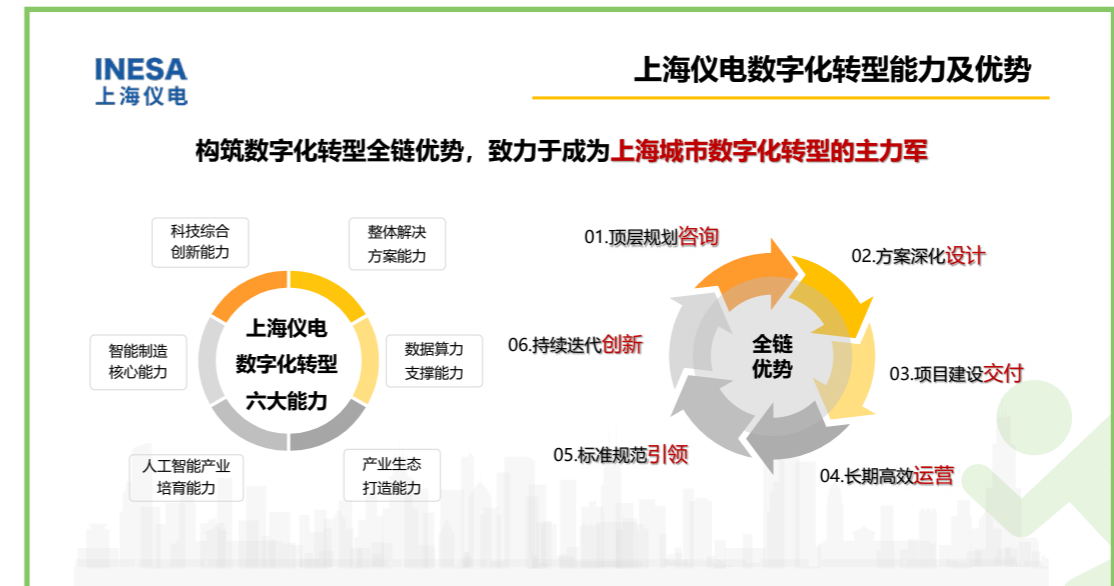 INESA
上海仪电
上海仪电数字化转型能力及优势
构筑数字化转型全链优势，致力于成为上海城市数字化转型的主力军
科技综合
创新能力
整体解决
方案能力
智能制造
核心能力
上海仪电
数字化转型
六大能力
数据算力
支撑能力
人工智能产业
培育能力
产业生态
打造能力
01.顶层规划咨询
02.方案深化设计
06.持续迭代创新
全链
优势
03.项目建设交付
05.标准规范引领
04.长期高效运营